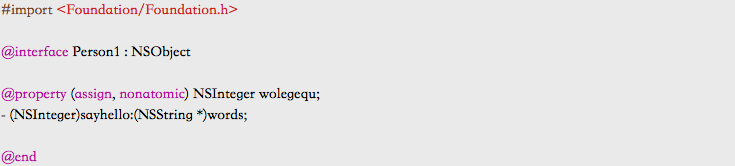 #import <Foundation/Foundation.h>
@interface Person1 : NSObject
@property (assign, nonatomic) NSInteger wolegequ;
- (NSInteger)sayhello:(NSString *)words;
@end